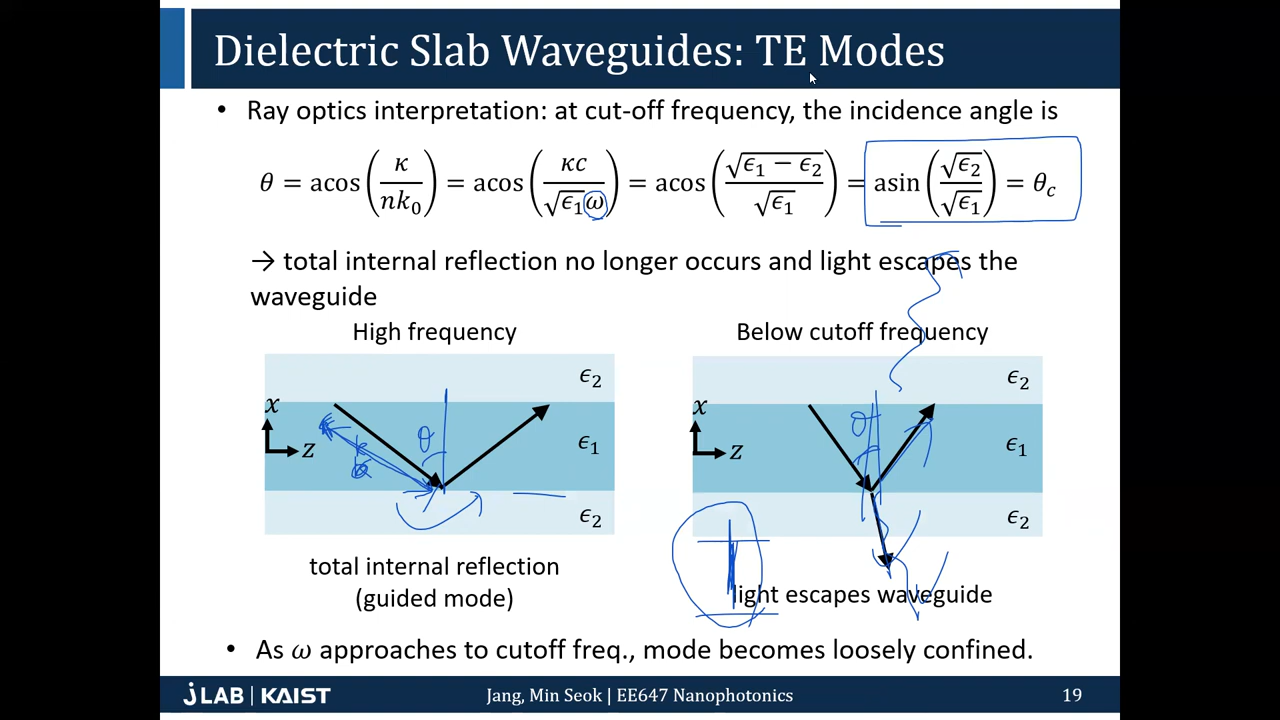 Dielectric Slab Waveguides: TE Modes
• Ray optics interpretation: at cut-off frequency, the incidence angle is
θ = acos(κ/nk₀) = acos(κc/√ϵ₁ω) = acos(√ϵ₁ − ϵ₂/√ϵ₁) = asin(√ϵ₂/√ϵ₁) = θ_c
→ total internal reflection no longer occurs and light escapes the
waveguide
High frequency
Below cutoff frequency
ϵ₂
x
θ
z
ϵ₁
ϵ₂
total internal reflection
(guided mode)
ϵ₂
x
θ
z
ϵ₁
ϵ₂
light escapes waveguide
• As ω approaches to cutoff freq., mode becomes loosely confined.
jLAB | KAIST
Jang, Min Seok | EE647 Nanophotonics
19